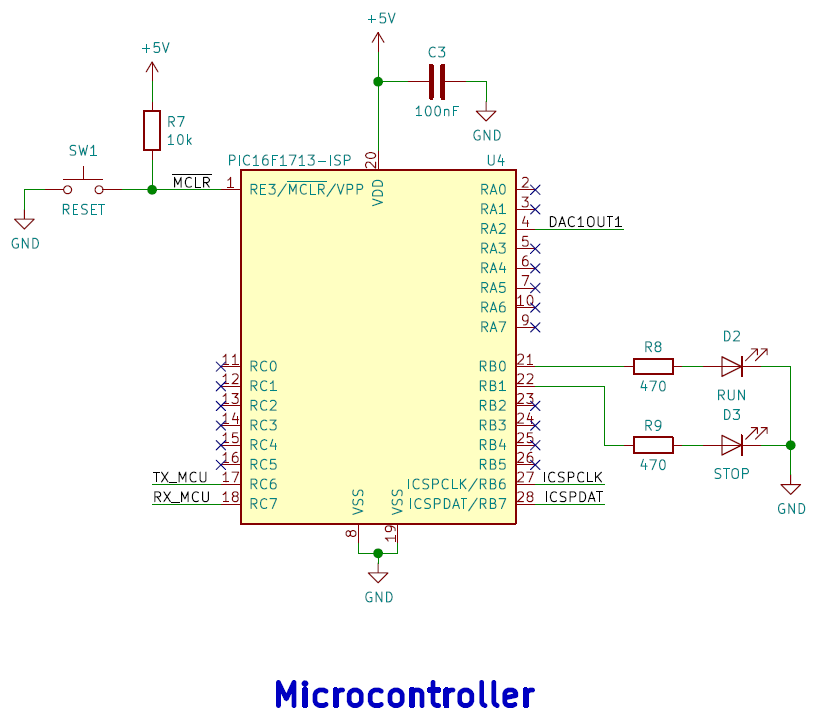 +5V
+5V
C3
100nF
GND
R7
10k
SW1
RESET
GND
MCLR
PIC16F1713-ISP
U4
20
VDD
1
RE3/MCLR/VPP
RA0 2
RA1 3
RA2 4 DAC1OUT1
RA3 5
RA4 6
RA5 7
RA6 10
RA7 9
11 RC0
12 RC1
13 RC2
14 RC3
15 RC4
16 RC5
TX_MCU 17 RC6
RX_MCU 18 RC7
RB0 21
RB1 22
RB2 23
RB3 24
RB4 25
RB5 26
ICSPCLK/RB6 27 ICSPCLK
ICSPDAT/RB7 28 ICSPDAT
R8
470
D2
RUN
R9
470
D3
STOP
GND
VSS
VSS
8
19
GND
Microcontroller